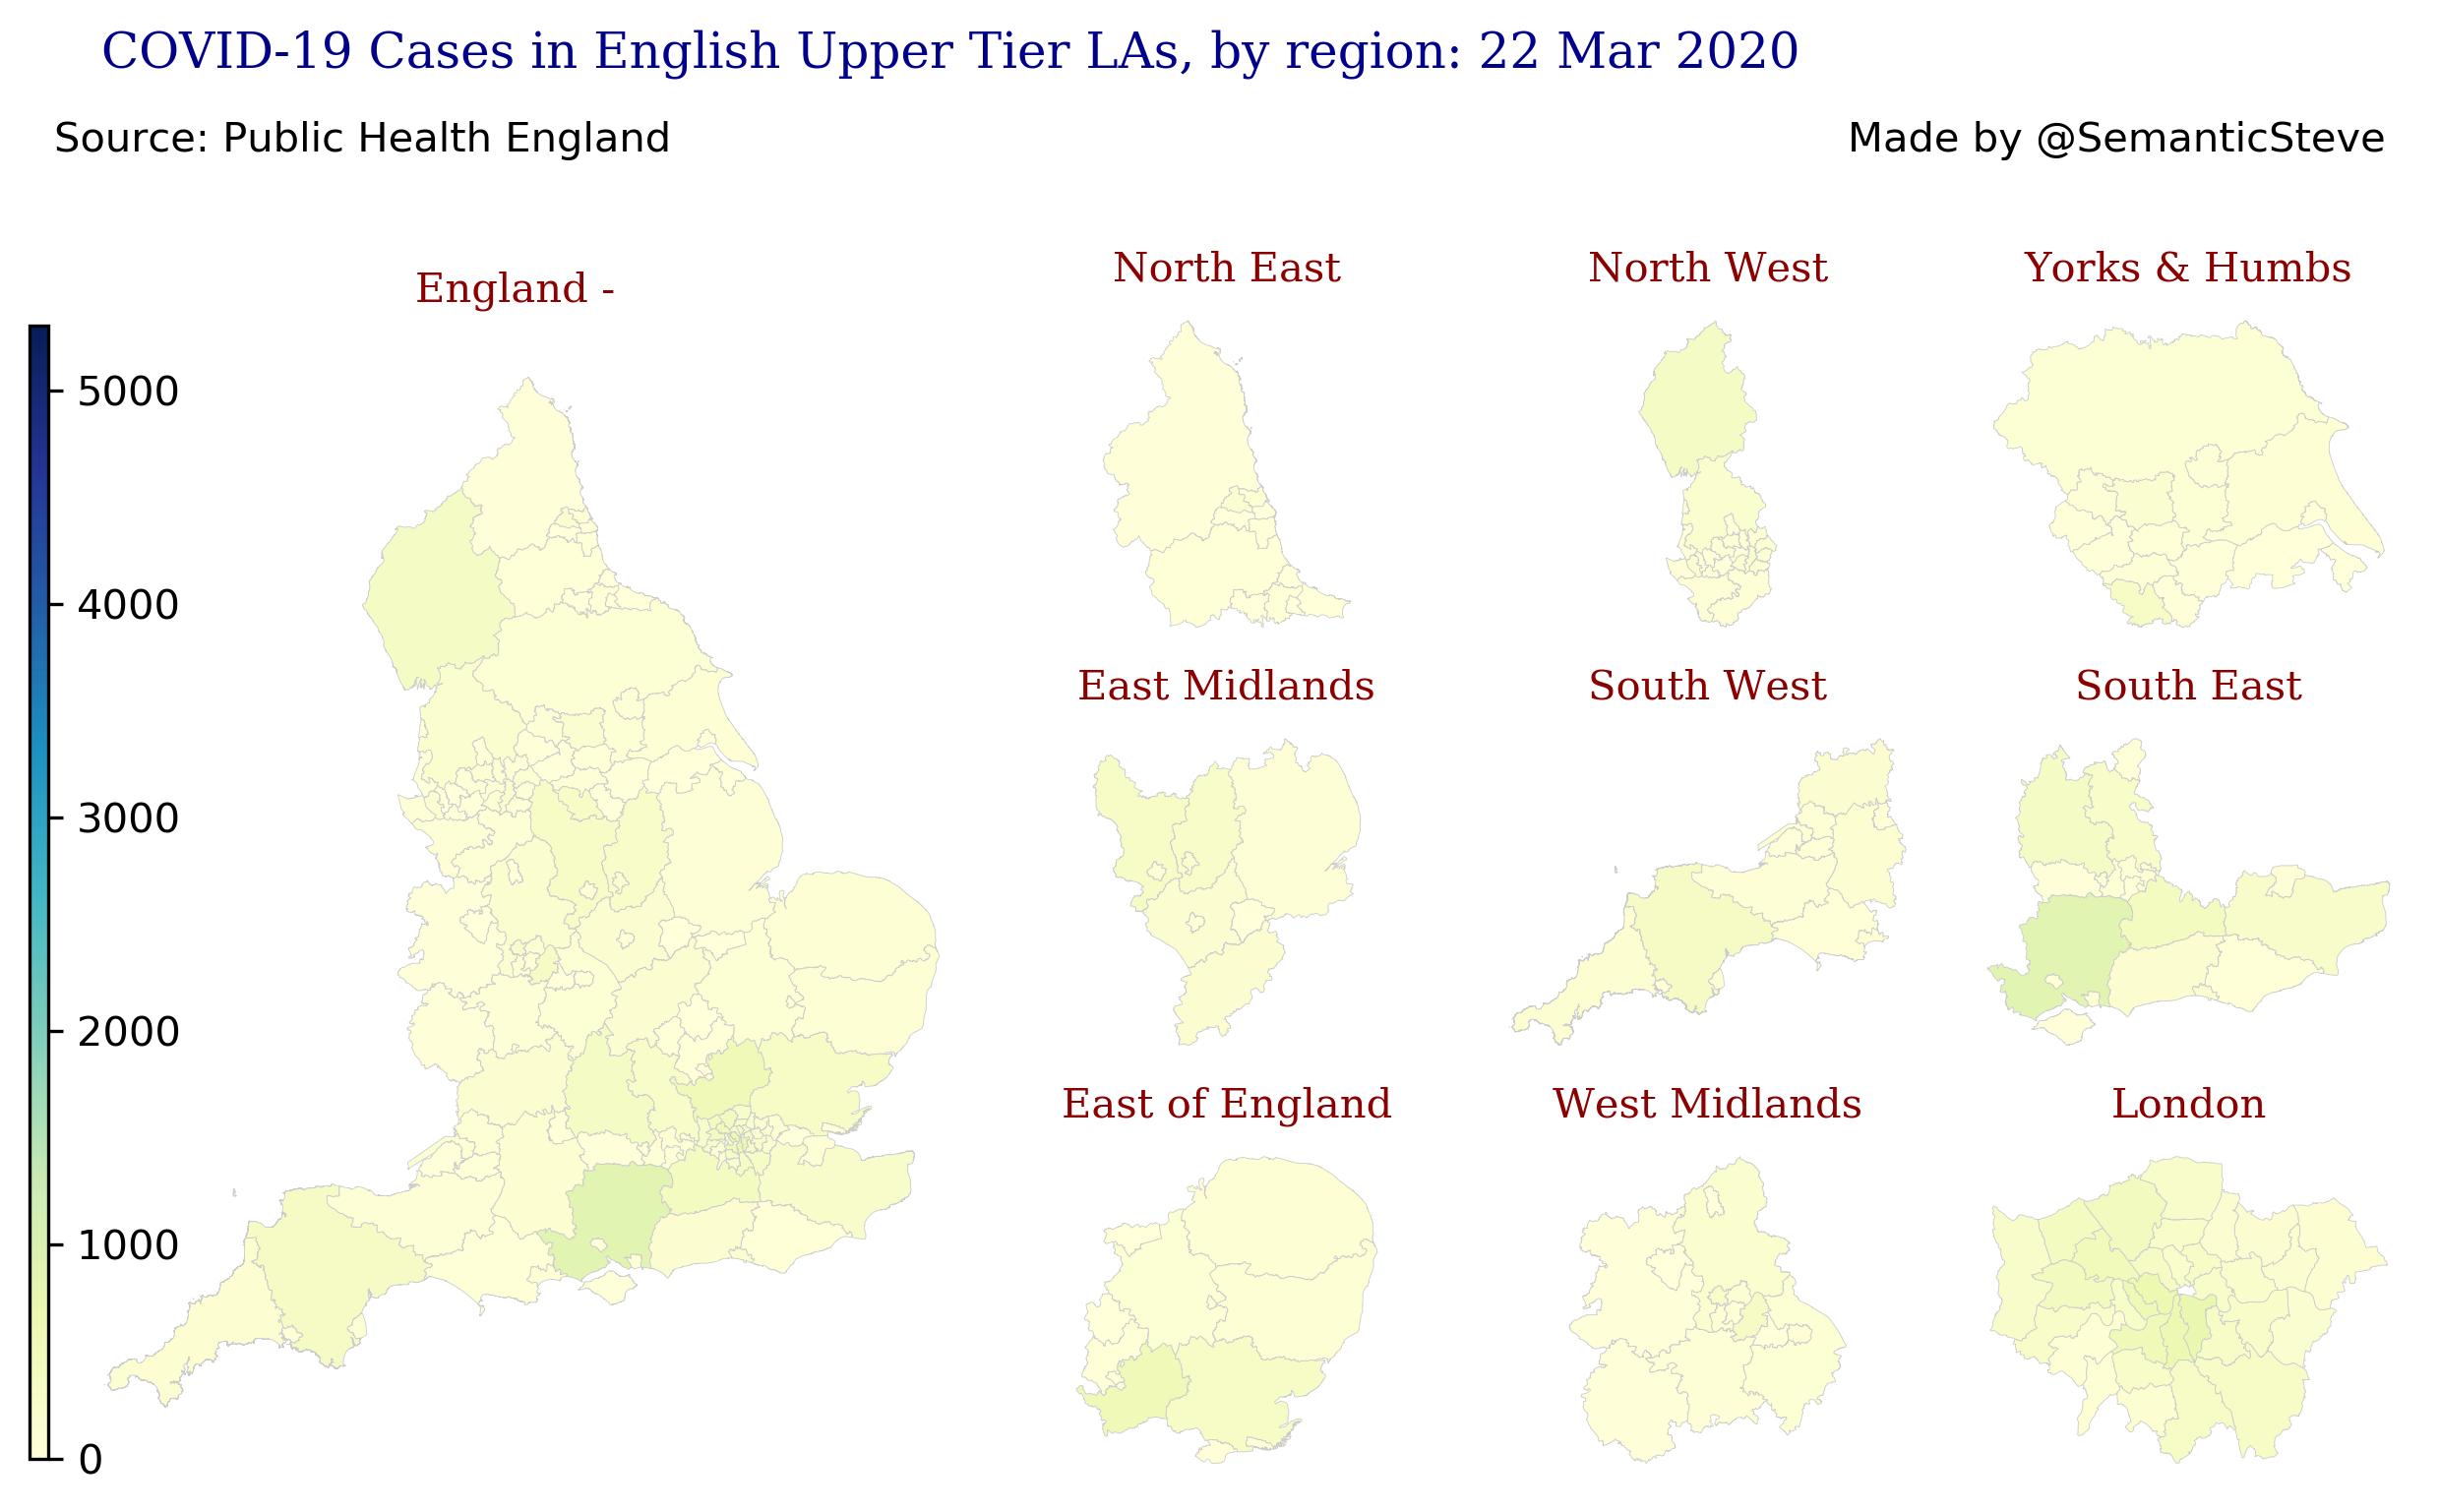 COVID-19 Cases in English Upper Tier LAs, by region: 22 Mar 2020
Source: Public Health England
Made by @SemanticSteve
England -
North East
North West
Yorks & Humbs
5000
4000
3000
2000
1000
0
East Midlands
South West
South East
East of England
West Midlands
London